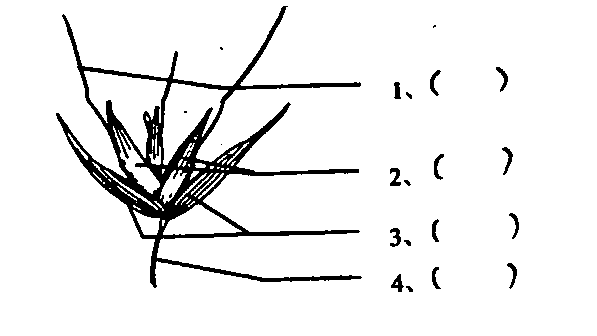 1、(    )
2、(    )
3、(    )
4、(    )